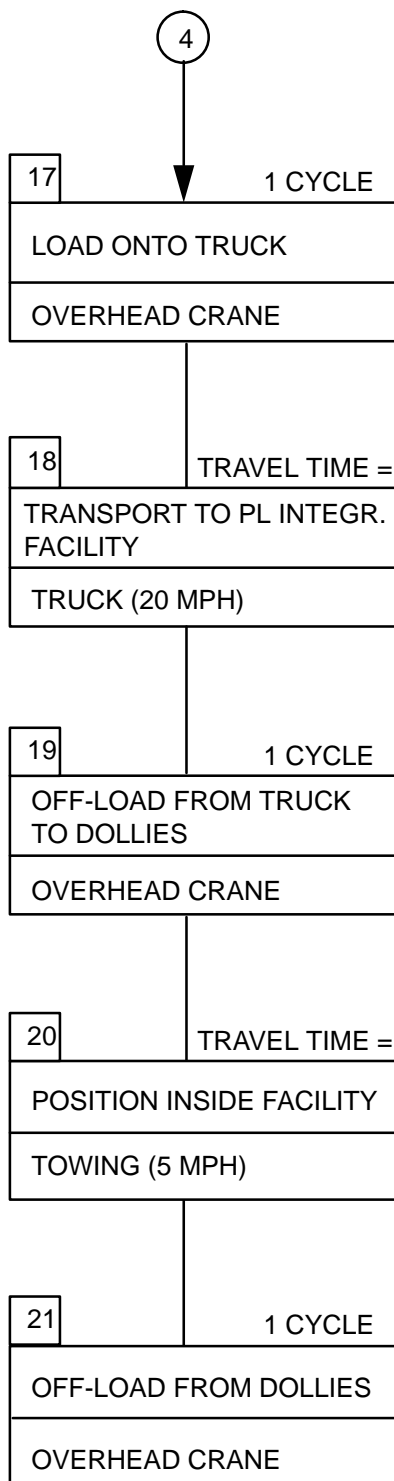 4
17
1 CYCLE
LOAD ONTO TRUCK
OVERHEAD CRANE
18
TRAVEL TIME =
TRANSPORT TO PL INTEGR.
FACILITY
TRUCK (20 MPH)
19
1 CYCLE
OFF-LOAD FROM TRUCK
TO DOLLIES
OVERHEAD CRANE
20
TRAVEL TIME =
POSITION INSIDE FACILITY
TOWING (5 MPH)
21
1 CYCLE
OFF-LOAD FROM DOLLIES
OVERHEAD CRANE